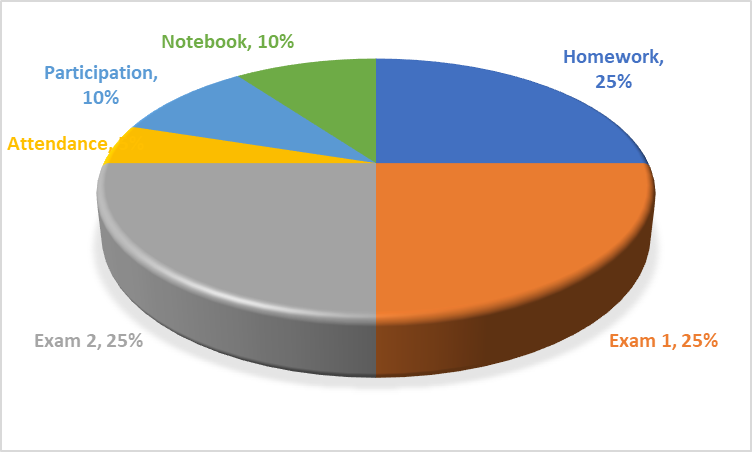 Notebook, 10%
Homework,
25%
Participation,
10%
Attendance,
Exam 2, 25%
Exam 1, 25%